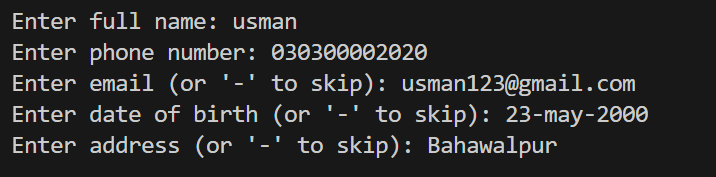 Enter full name: usman
Enter phone number: 030300002020
Enter email (or '-' to skip): usman123@gmail.com
Enter date of birth (or '-' to skip): 23-may-2000
Enter address (or '-' to skip): Bahawalpur